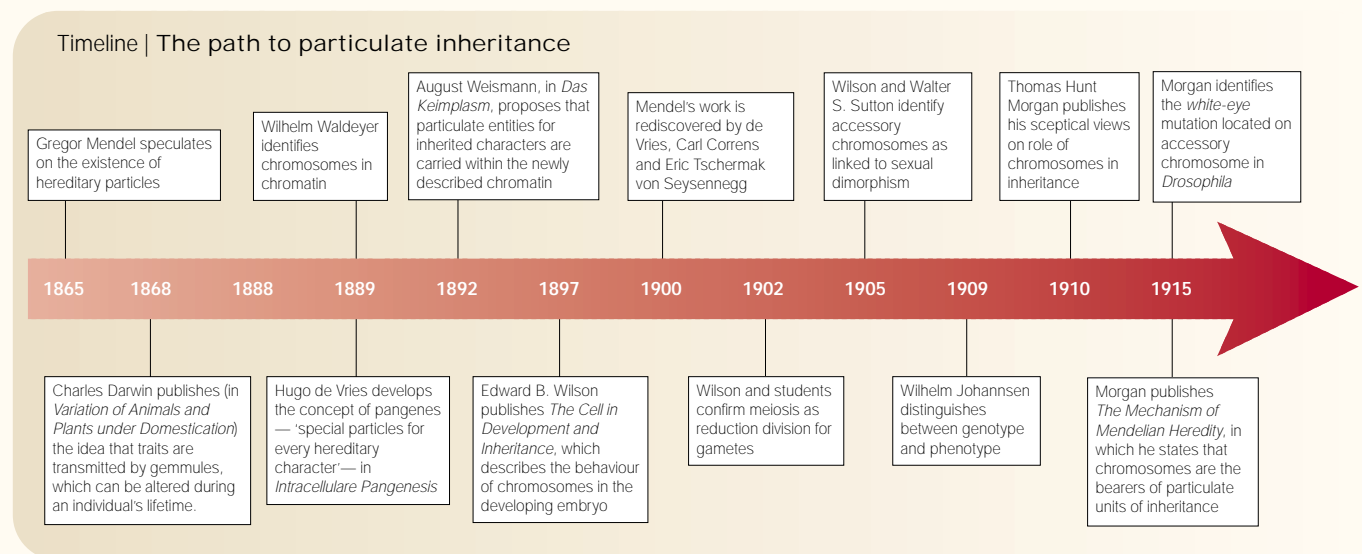 Timeline | The path to particulate inheritance
Gregor Mendel speculates
on the existence of
hereditary particles
Wilhelm Waldeyer
identifies
chromosomes in
chromatin
August Weismann, in Das
Keimplasm, proposes that
particulate entities for
inherited characters are
carried within the newly
described chromatin
Mendel's work is
rediscovered by de
Vries, Carl Correns
and Eric Tschermak
von Seysennegg
Wilson and Walter
S. Sutton identify
accessory
chromosomes as
linked to sexual
dimorphism
Thomas Hunt
Morgan publishes
his sceptical views
on role of
chromosomes in
inheritance
Morgan identifies
the white-eye
mutation located on
accessory
chromosome in
Drosophila
1865 1868 1888 1889 1892 1897 1900 1902 1905 1909 1910 1915
Charles Darwin publishes (in
Variation of Animals and
Plants under Domestication)
the idea that traits are
transmitted by gemmules,
which can be altered during
an individual's lifetime.
Hugo de Vries develops
the concept of pangenes
— 'special particles for
every hereditary
character'— in
Intracellulare Pangenesis
Edward B. Wilson
publishes The Cell in
Development and
Inheritance, which
describes the behaviour
of chromosomes in the
developing embryo
Wilson and students
confirm meiosis as
reduction division for
gametes
Wilhelm Johannsen
distinguishes
between genotype
and phenotype
Morgan publishes
The Mechanism of
Mendelian Heredity, in
which he states that
chromosomes are the
bearers of particulate
units of inheritance